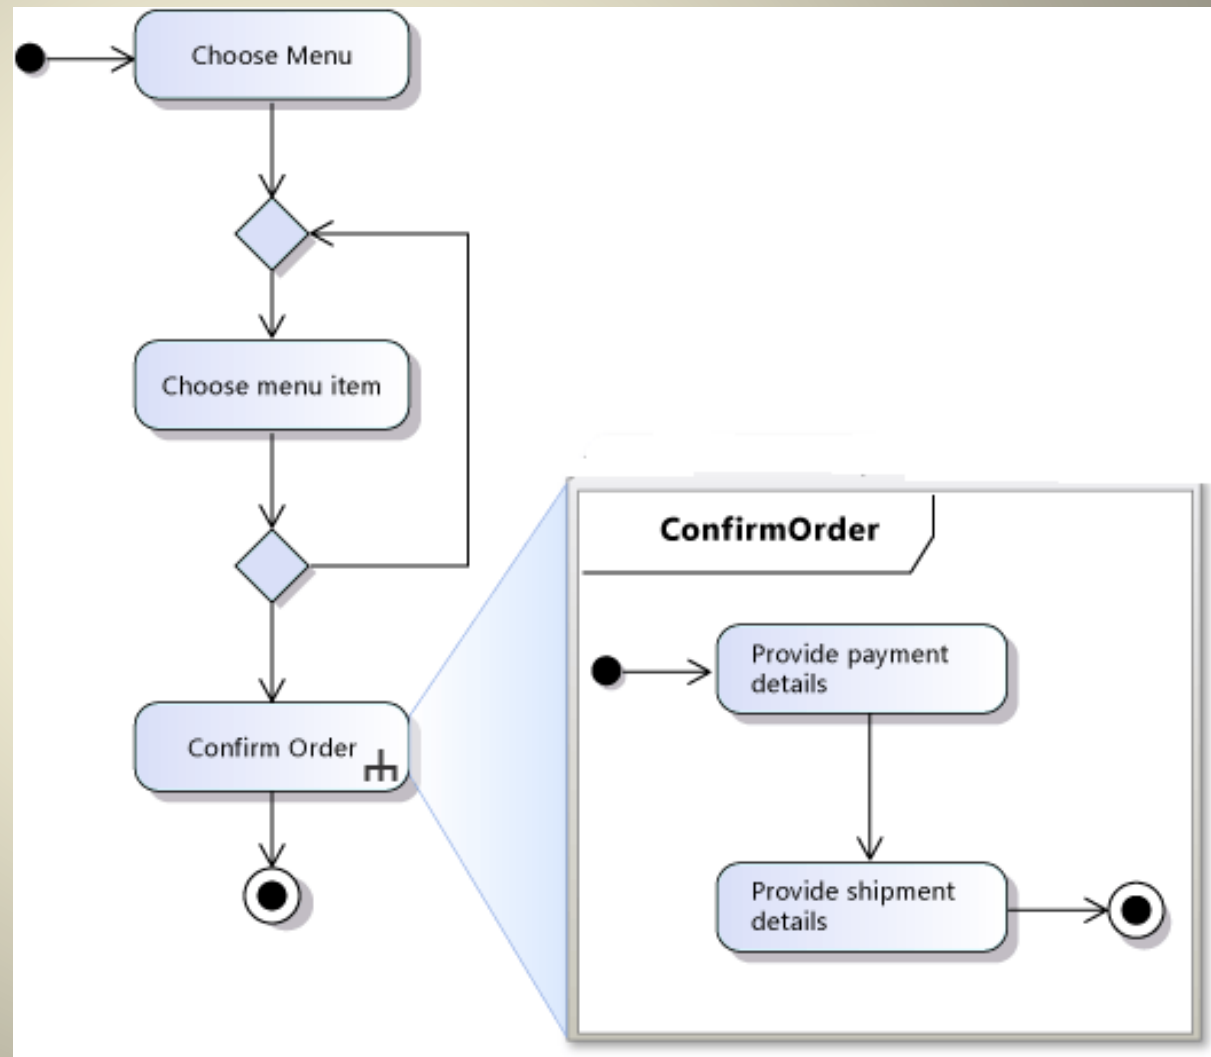 Choose Menu
Choose menu item
Confirm Order
ConfirmOrder
Provide payment
details
Provide shipment
details